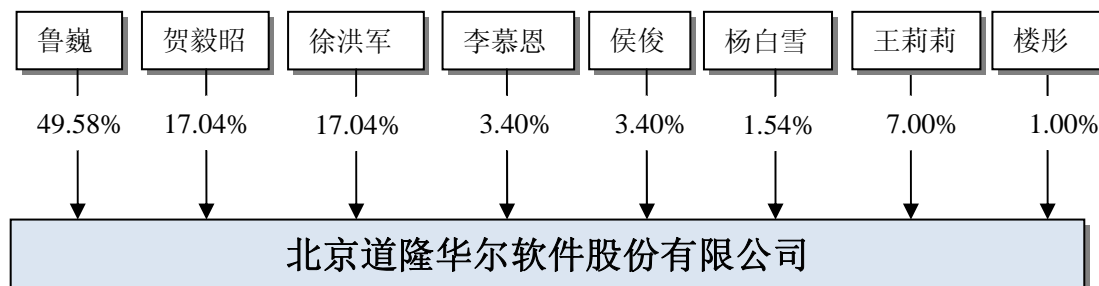 鲁巍 贺毅昭 徐洪军 李慕恩 侯俊 杨白雪 王莉莉 楼彤
49.58% 17.04% 17.04% 3.40% 3.40% 1.54% 7.00% 1.00%
北京道隆华尔软件股份有限公司